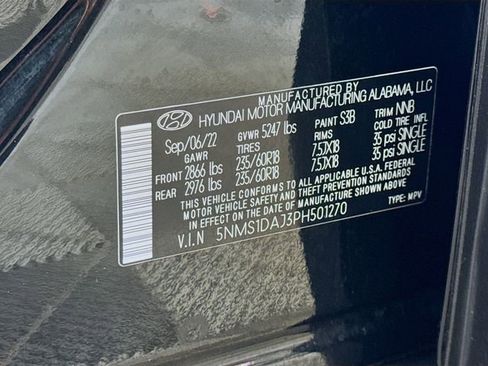 MANUFACTURED BY
HYUNDAI MOTOR MANUFACTURING ALABAMA, LLC
Sep/06/22 GVWR 5247 lbs PAINT S3B TRIM NNB
GAWR TIRES RIMS COLD TIRE INFL
FRONT 2866 lbs 235/60R18 7.5JX18 35 psi SINGLE
REAR 2976 lbs 235/60R18 7.5JX18 35 psi SINGLE
THIS VEHICLE CONFORMS TO ALL APPLICABLE U.S.A. FEDERAL
MOTOR VEHICLE SAFETY AND THEFT PREVENTION STANDARDS
IN EFFECT ON THE DATE OF MANUFACTURE SHOWN ABOVE.
V.I.N 5NMS1DAJ3PH501270 TYPE: MPV